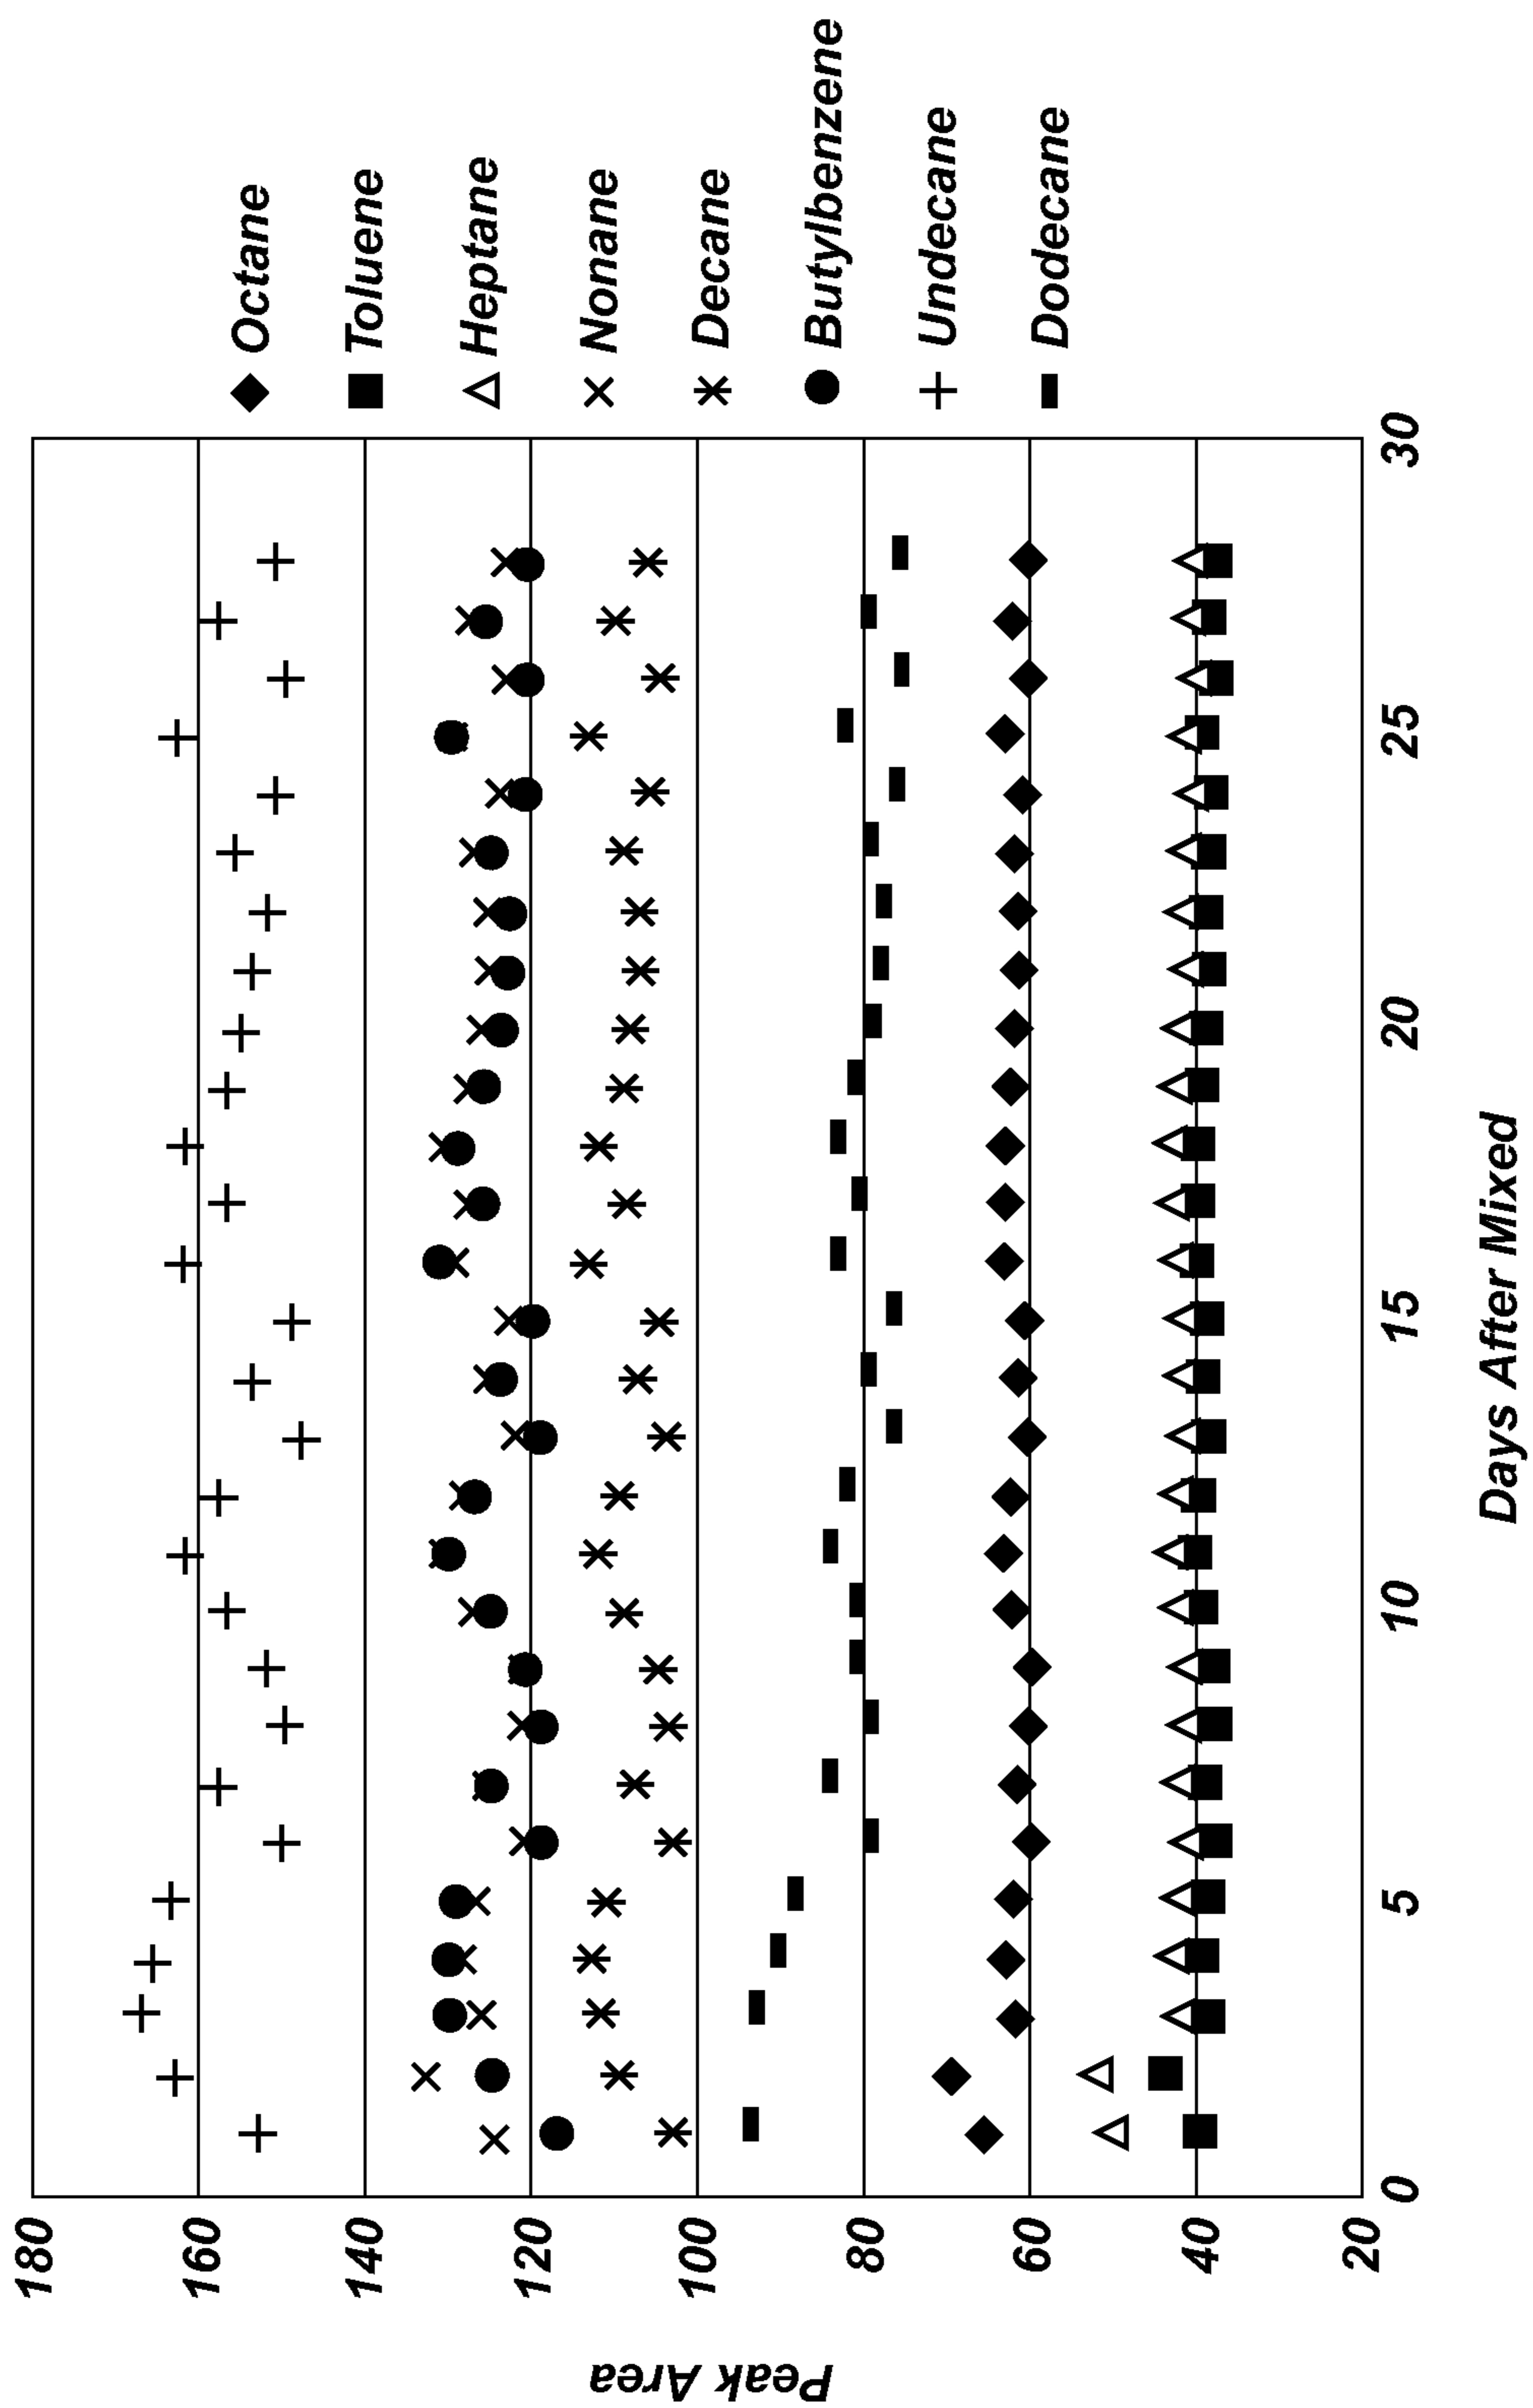 180
160
140
120
100
80
60
40
20
Peak Area
0
5
10
15
20
25
30
Days After Mixed
Octane
Toluene
Heptane
Nonane
Decane
Butylbenzene
Undecane
Dodecane